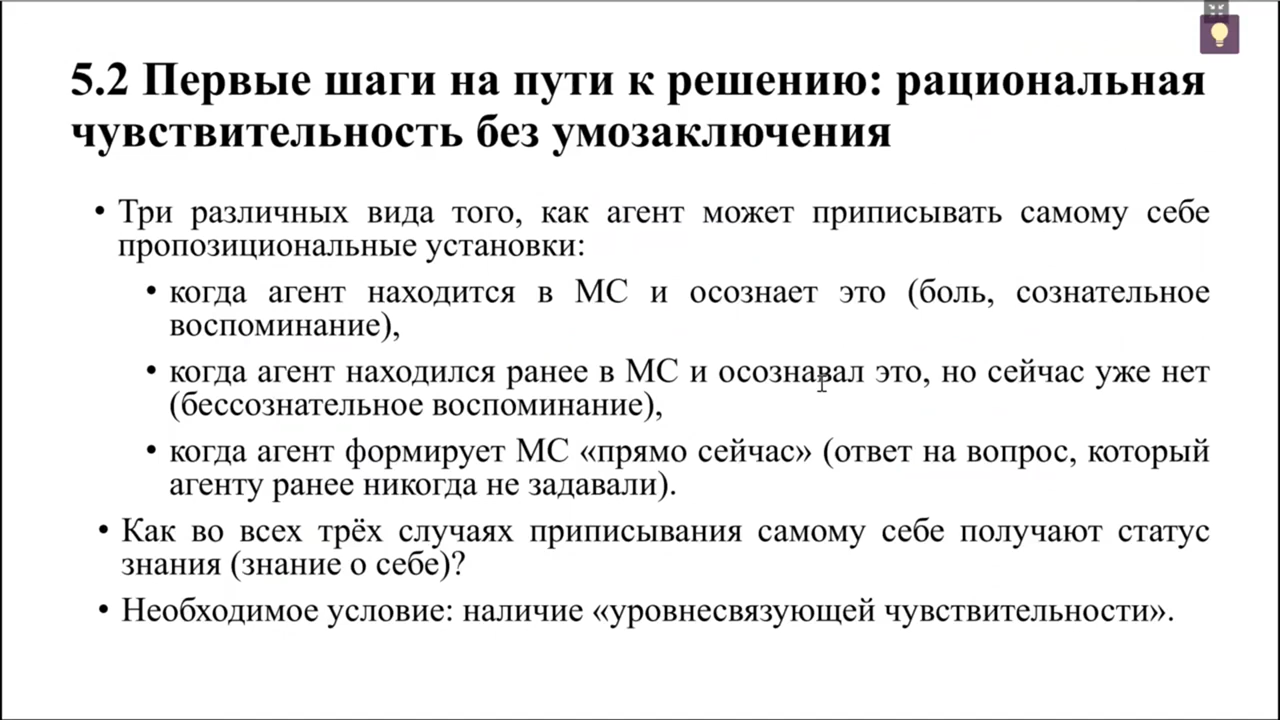 5.2 Первые шаги на пути к решению: рациональная
чувствительность без умозаключения
• Три различных вида того, как агент может приписывать самому себе
пропозициональные установки:
• когда агент находится в МС и осознает это (боль, сознательное
воспоминание),
• когда агент находился ранее в МС и осознавал это, но сейчас уже нет
(бессознательное воспоминание),
• когда агент формирует МС «прямо сейчас» (ответ на вопрос, который
агенту ранее никогда не задавали).
• Как во всех трёх случаях приписывания самому себе получают статус
знания (знание о себе)?
• Необходимое условие: наличие «уровнесвязующей чувствительности».